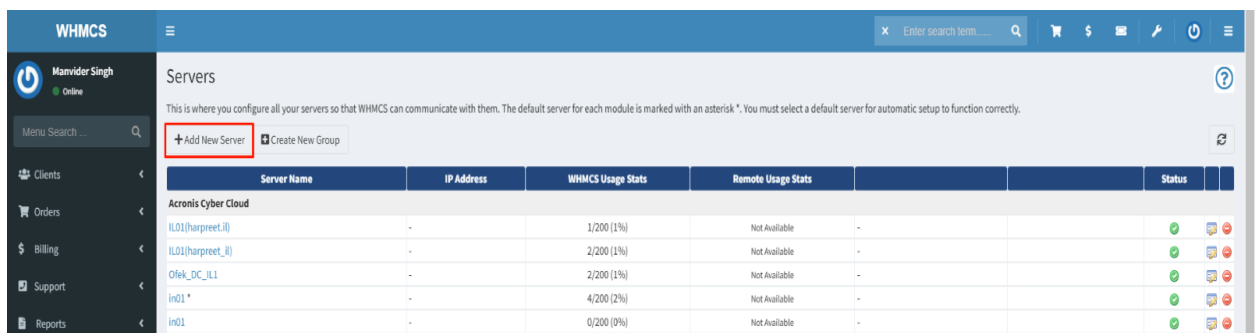 WHMCS
Enter search term......
Manvider Singh
Online
Menu Search ...
Clients
Orders
$ Billing
Support
Reports
Servers
This is where you configure all your servers so that WHMCS can communicate with them. The default server for each module is marked with an asterisk *. You must select a default server for automatic setup to function correctly.
+Add New Server Create New Group
Server Name IP Address WHMCS Usage Stats Remote Usage Stats Status
Acronis Cyber Cloud
IL01(harpreet.il) - 1/200 (1%) Not Available -
IL01(harpreet_il) - 2/200 (1%) Not Available -
Ofek_DC_IL1 - 2/200 (1%) Not Available -
in01 * - 4/200 (2%) Not Available -
in01 - 0/200 (0%) Not Available -